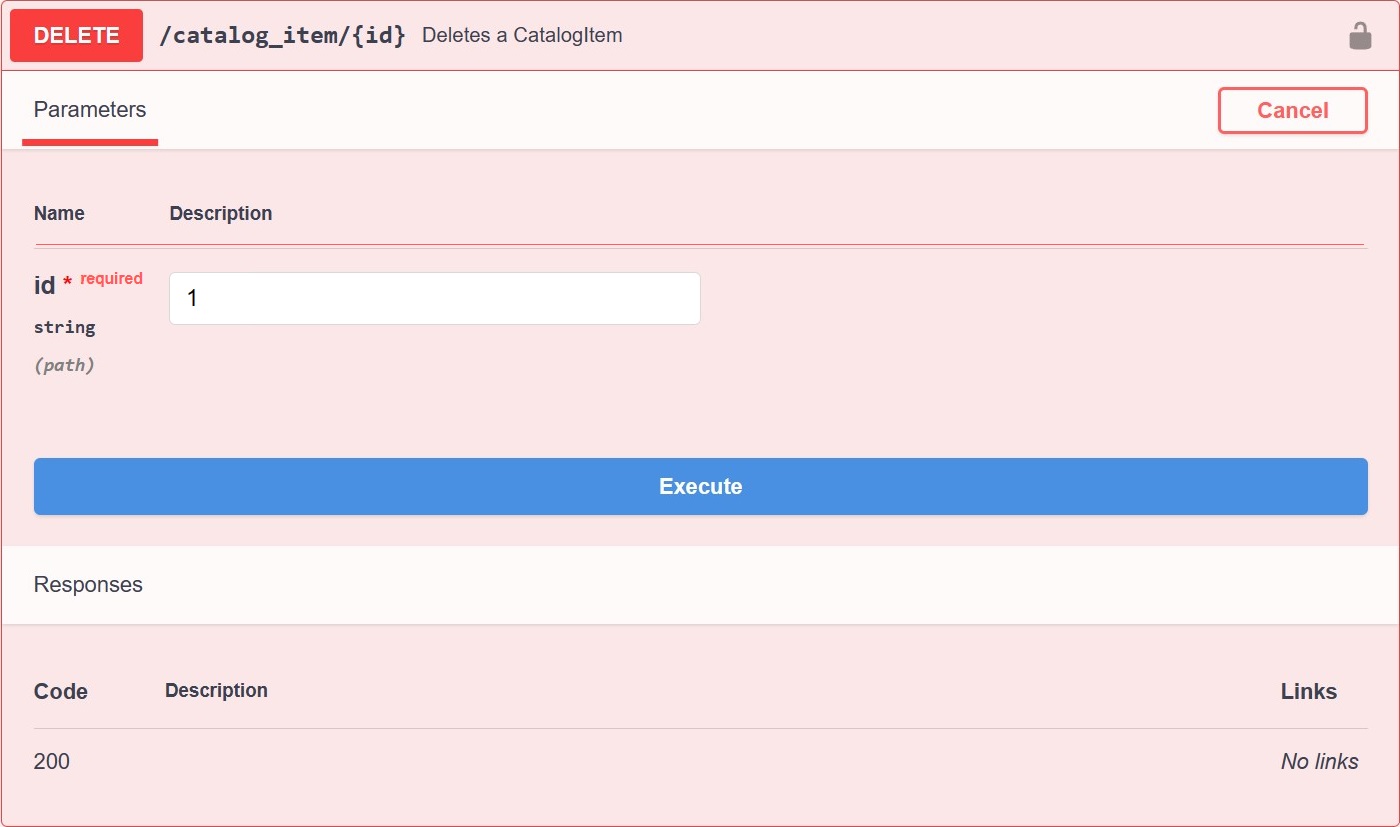 DELETE /catalog_item/{id} Deletes a CatalogItem
Parameters Cancel
Name Description
id * required 1
string
(path)
Execute
Responses
Code Description Links
200 No links